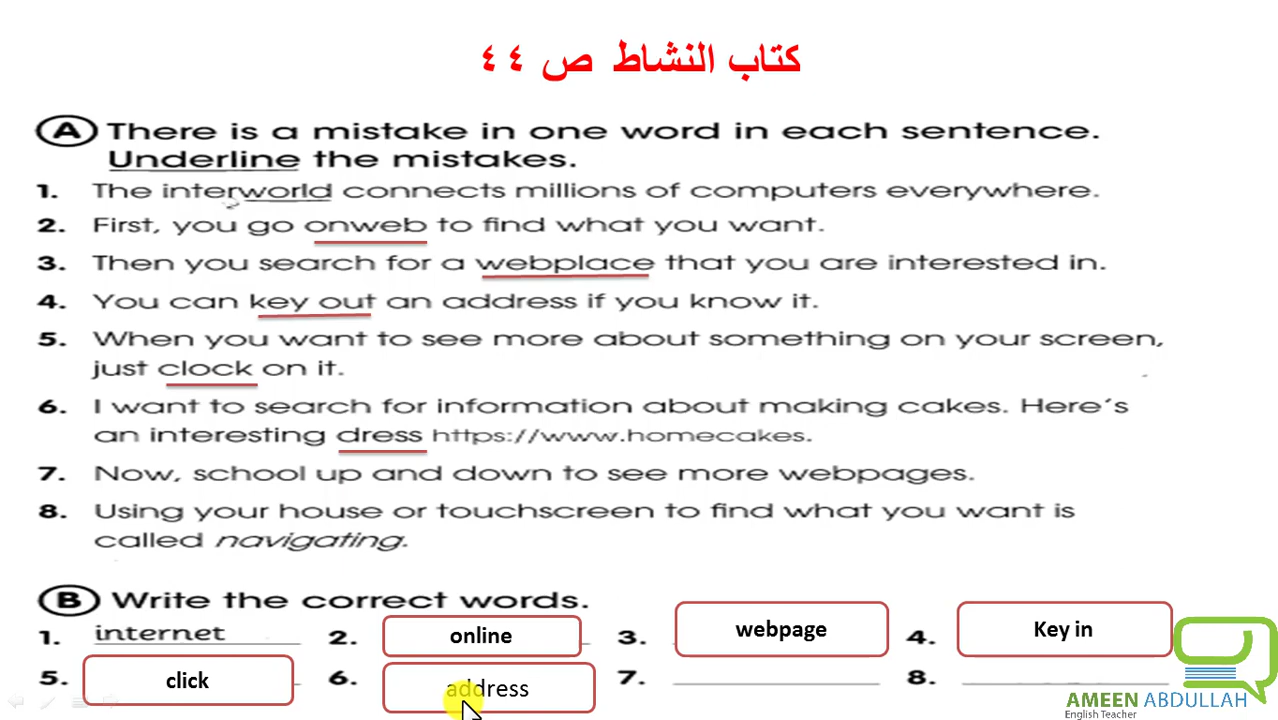 كتاب النشاط ص ٤٤
A There is a mistake in one word in each sentence.
Underline the mistakes.
1. The interworld connects millions of computers everywhere.
2. First, you go onweb to find what you want.
3. Then you search for a webplace that you are interested in.
4. You can key out an address if you know it.
5. When you want to see more about something on your screen,
just clock on it.
6. I want to search for information about making cakes. Here's
an interesting dress https://www.homecakes.
7. Now, school up and down to see more webpages.
8. Using your house or touchscreen to find what you want is
called navigating.
B Write the correct words.
1. internet 2. online 3. webpage 4. Key in
5. click 6. address 7. 8.
AMEEN ABDULLAH
English Teacher